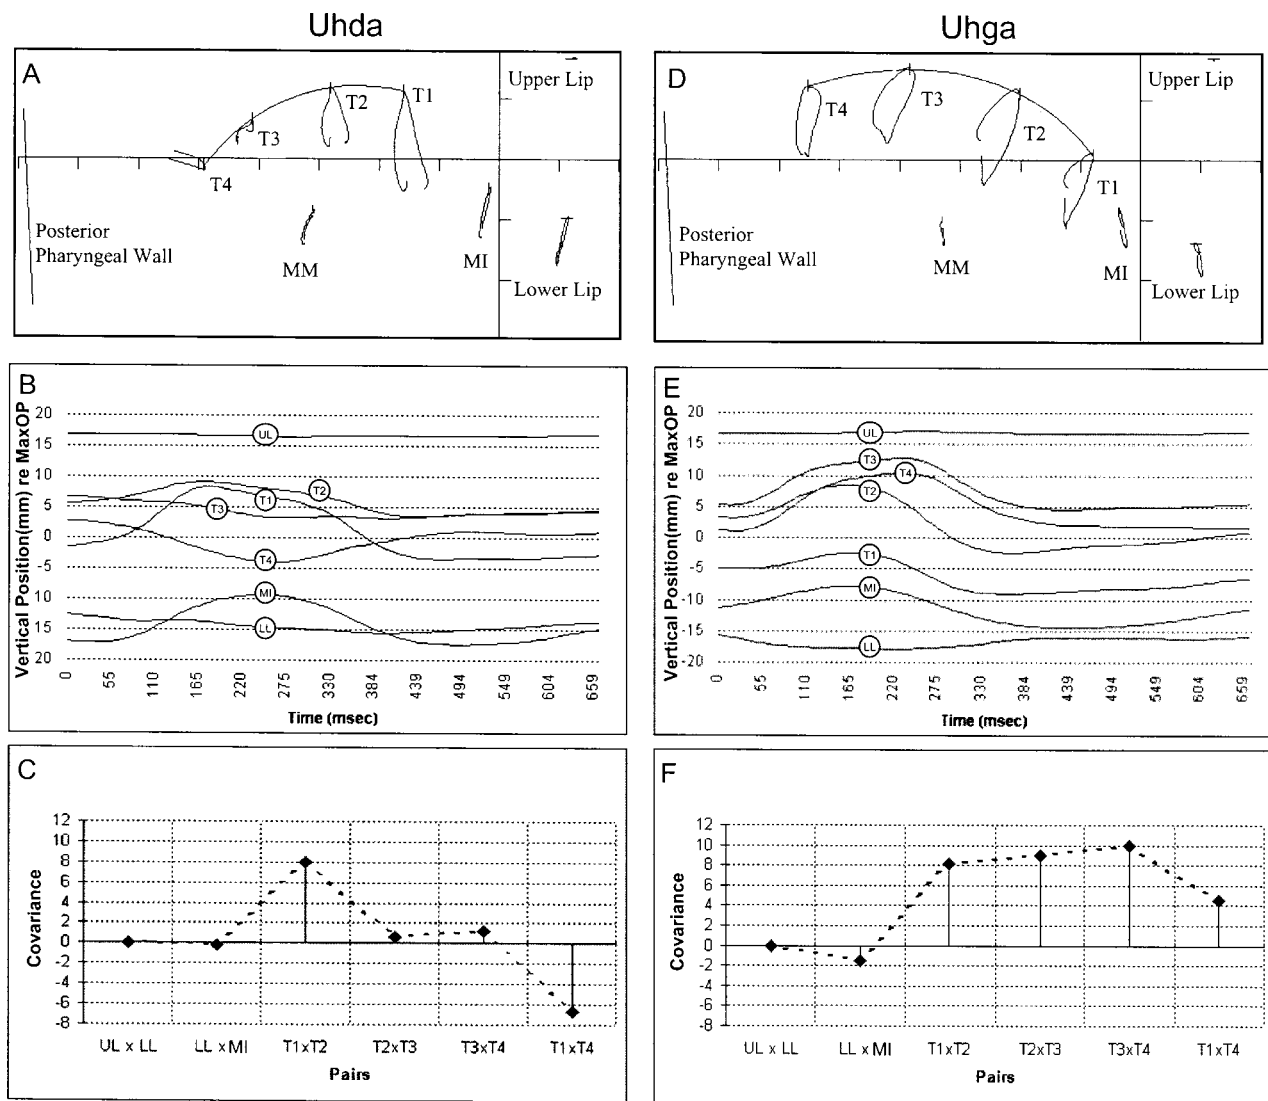 Uhda
Uhga
A
Upper Lip
T1
T2
T3
T4
Posterior
Pharyngeal Wall
MM
MI
Lower Lip
D
Upper Lip
T4
T3
T2
T1
Posterior
Pharyngeal Wall
MM
MI
Lower Lip
B
Vertical Position(mm) re MaxOP
20
15
10
5
0
-5
-10
-15
20
UL
T2
T1
T3
T4
MI
LL
0 55 110 165 220 275 330 384 439 494 549 604 659
Time (msec)
E
Vertical Position(mm) re MaxOP
20
15
10
5
0
-5
-10
-15
-20
UL
T3
T4
T2
T1
MI
LL
0 55 110 165 220 275 330 384 439 494 549 604 659
Time (msec)
C
Covariance
12
10
8
6
4
2
0
-2
-4
-6
-8
UL x LL LL x MI T1xT2 T2xT3 T3xT4 T1xT4
Pairs
F
Covariance
12
10
8
6
4
2
0
-2
-4
-6
-8
UL x LL LL x MI T1xT2 T2xT3 T3xT4 T1xT4
Pairs